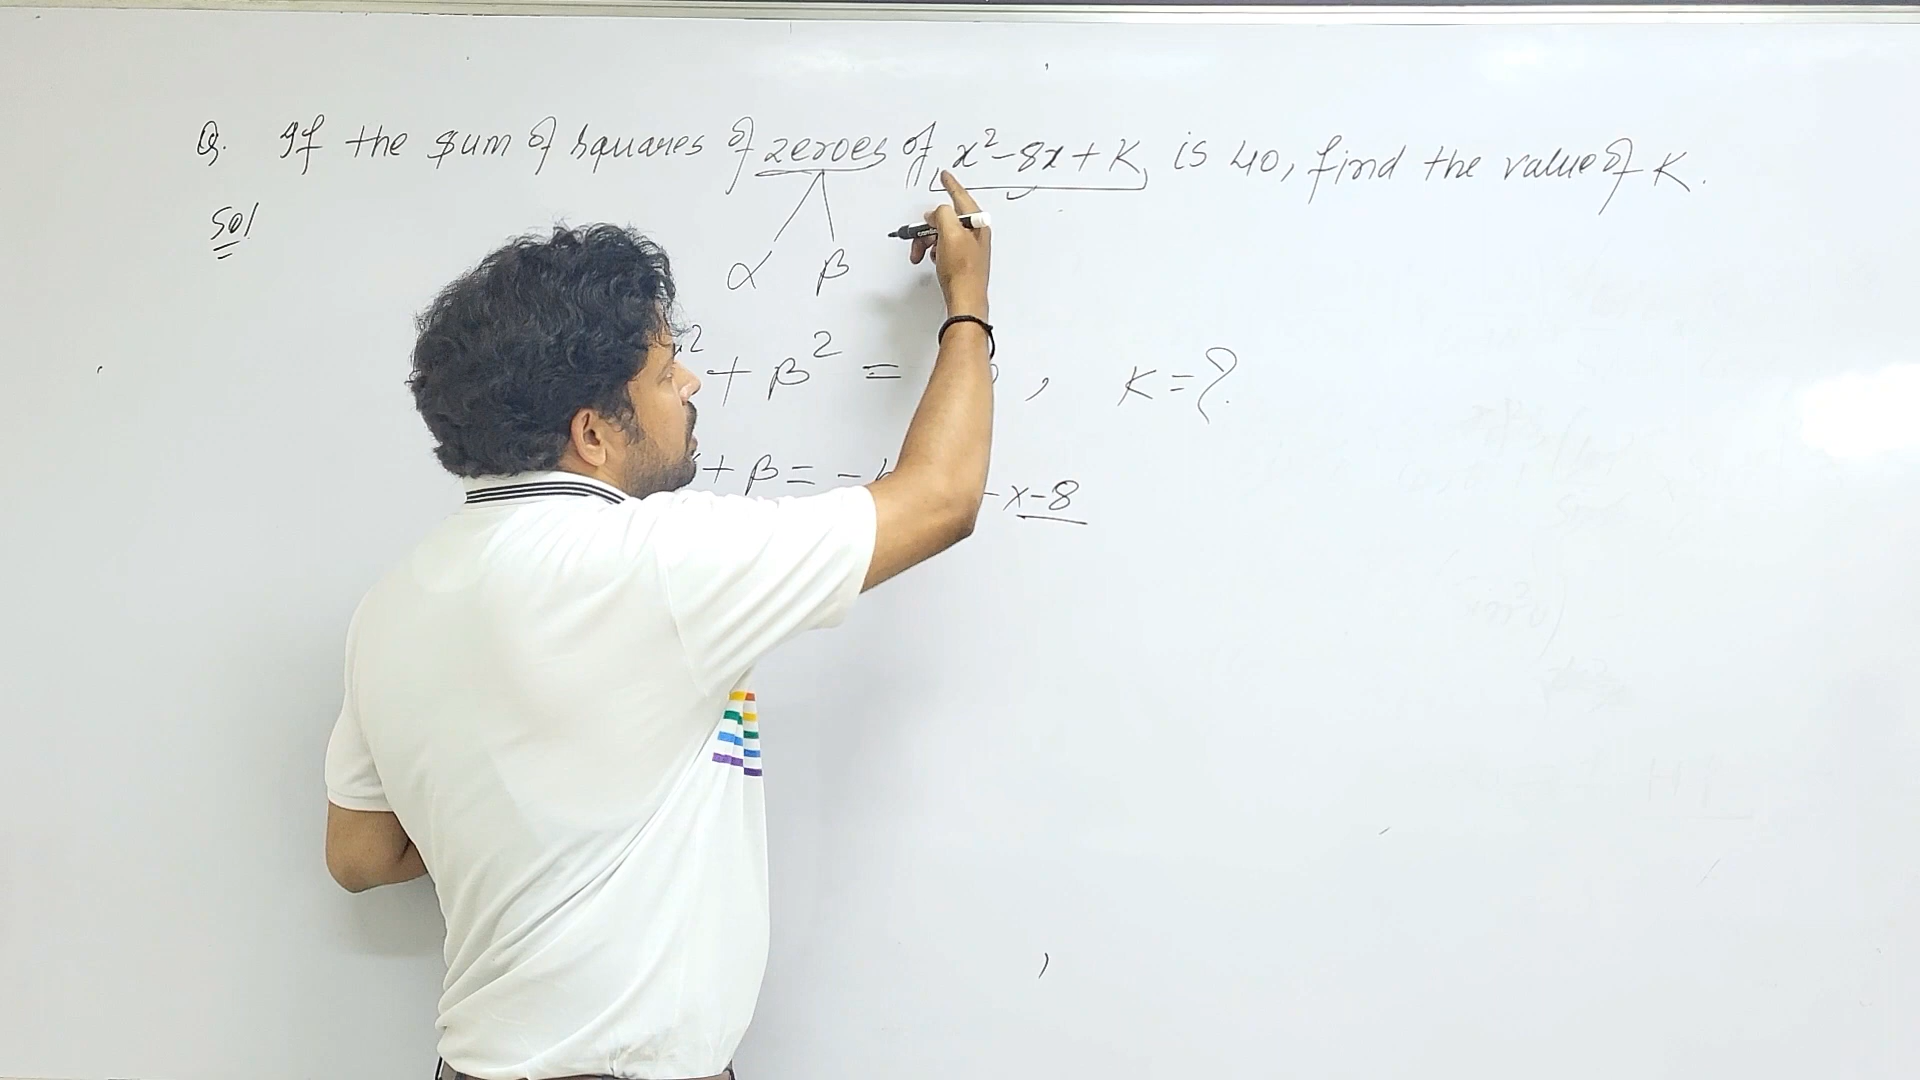 Q. If the sum of squares of zeroes of x²-8x+K is 40, find the value of K.
Sol
α β
² + β² = , K=?
+ β = - -x-8